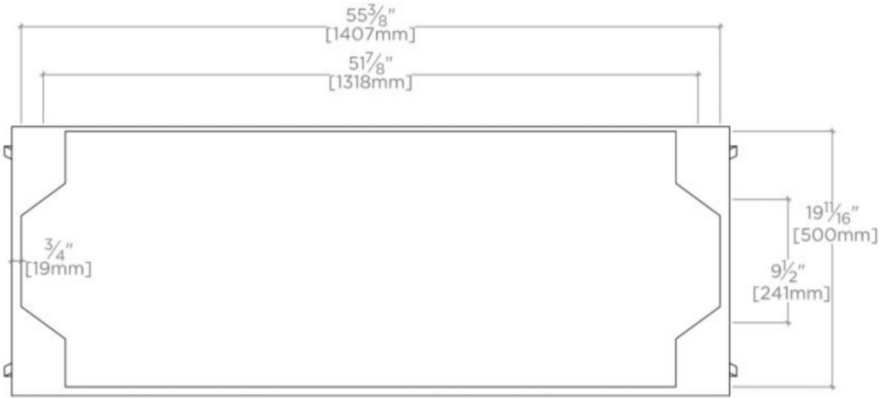 55⅜"
[1407mm]
51⅞"
[1318mm]
19¹¹⁄₁₆"
[500mm]
¾"
[19mm]
9½"
[241mm]